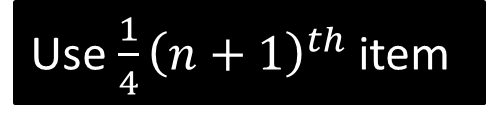 Use 1/4 (n + 1)^th item